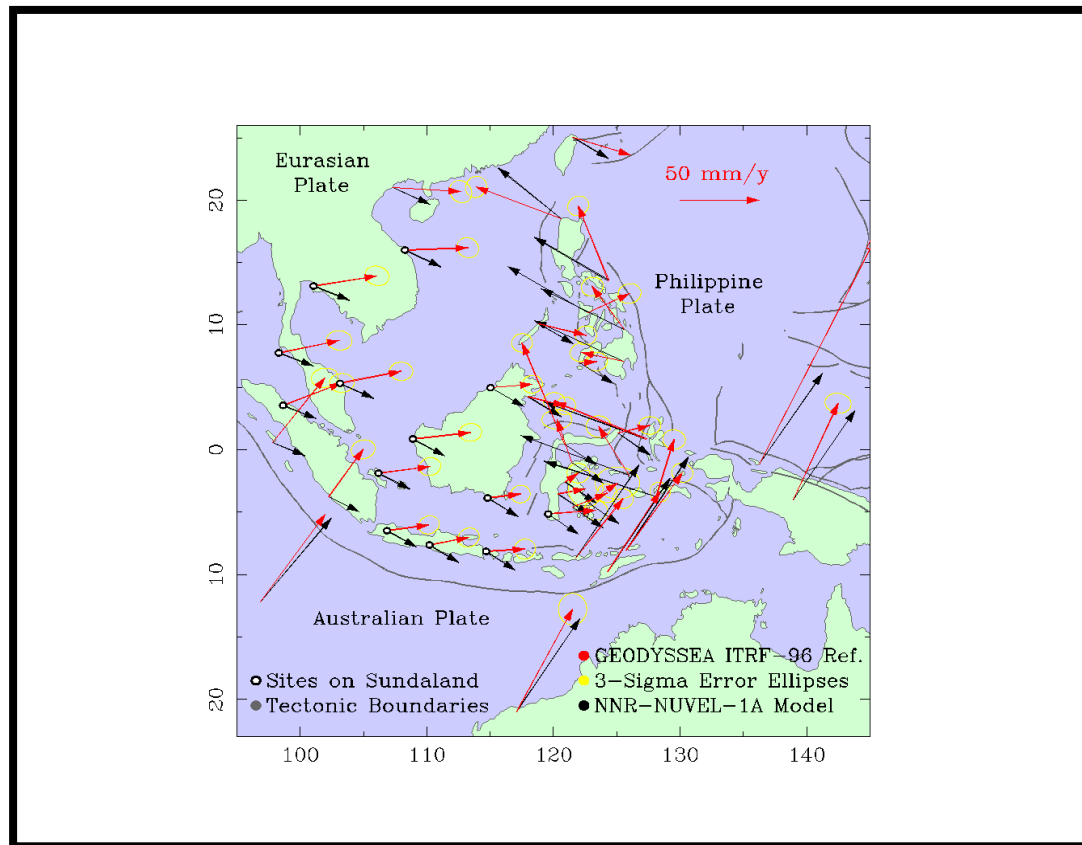 Eurasian
Plate
50 mm/y
Philippine
Plate
Australian Plate
GEODYSSEA ITRF-96 Ref.
Sites on Sundaland
3-Sigma Error Ellipses
Tectonic Boundaries
NNR-NUVEL-1A Model
20
10
0
10
20
100
110
120
130
140